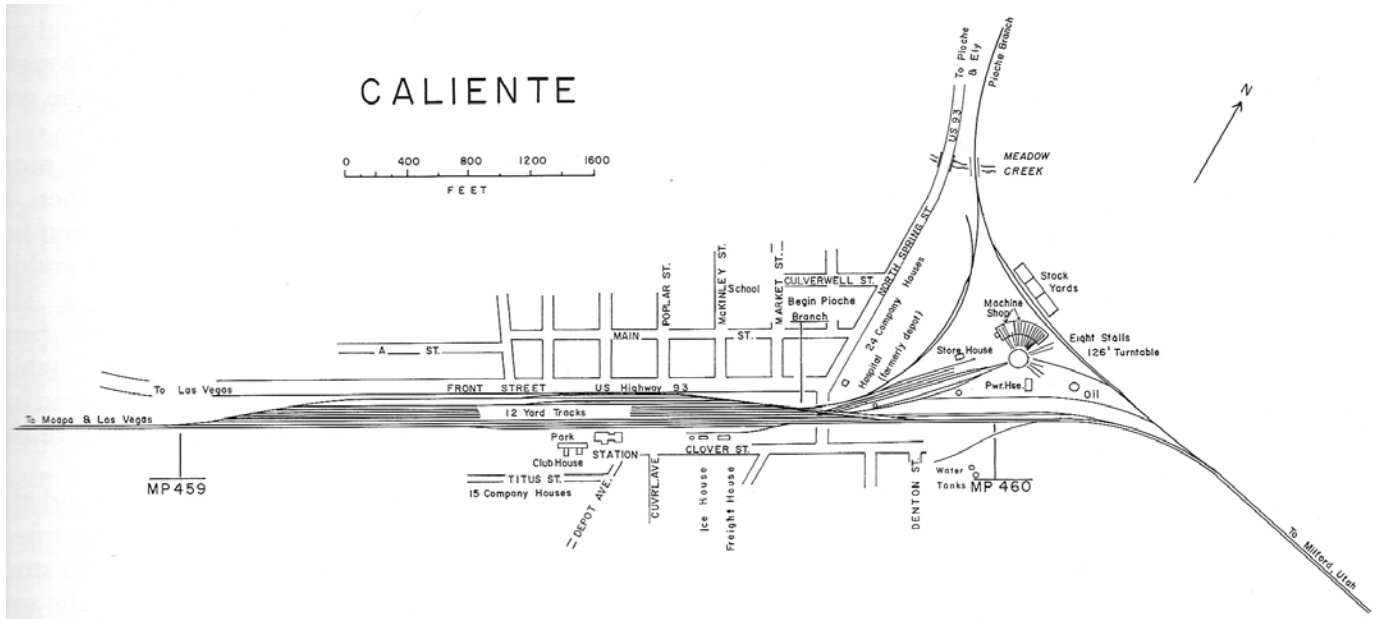 CALIENTE
0 400 800 1200 1600
FEET
N
To Pioche
& Ely
US 93
Pioche Branch
MEADOW
CREEK
NORTH SPRING ST.
24 Company Houses
Hospital
(formerly depot)
POPLAR ST.
McKINLEY ST.
School
MARKET ST.
CULVERWELL ST.
Begin Pioche
Branch
MAIN ST.
A ST.
Stock
Yards
Machine
Shop
Eight Stalls
126' Turntable
Store House
Pwr. Hse.
Oil
To Las Vegas
FRONT STREET US Highway 93
12 Yard Tracks
To Moapa & Las Vegas
Park
Club House
STATION
CLOVER ST.
TITUS ST.
15 Company Houses
DEPOT AVE.
CUVRL. AVE
Ice House
Freight House
DENTON ST.
Water
Tanks
MP 459
MP 460
To Milford, Utah